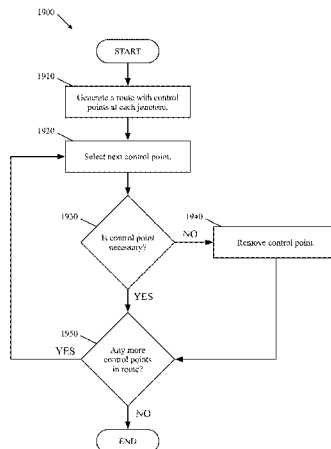 1900
START
1910
Generate a route with control
points at each juncture.
1920
Select next control point.
1930
Is control point
necessary?
NO
1940
Remove control point.
YES
1950
Any more
control points
in route?
YES
NO
END